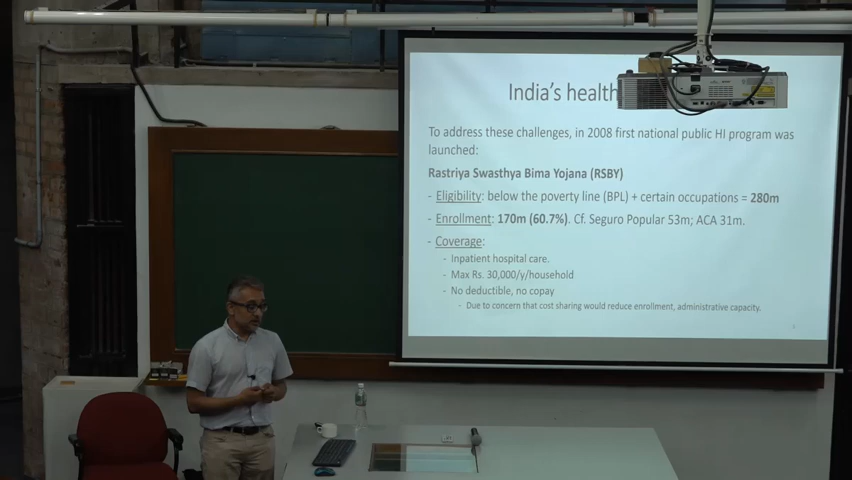 India's health
To address these challenges, in 2008 first national public HI program was
launched:
Rastriya Swasthya Bima Yojana (RSBY)
- Eligibility: below the poverty line (BPL) + certain occupations = 280m
- Enrollment: 170m (60.7%). Cf. Seguro Popular 53m; ACA 31m.
- Coverage:
- Inpatient hospital care.
- Max Rs. 30,000/y/household
- No deductible, no copay
- Due to concern that cost sharing would reduce enrollment, administrative capacity.